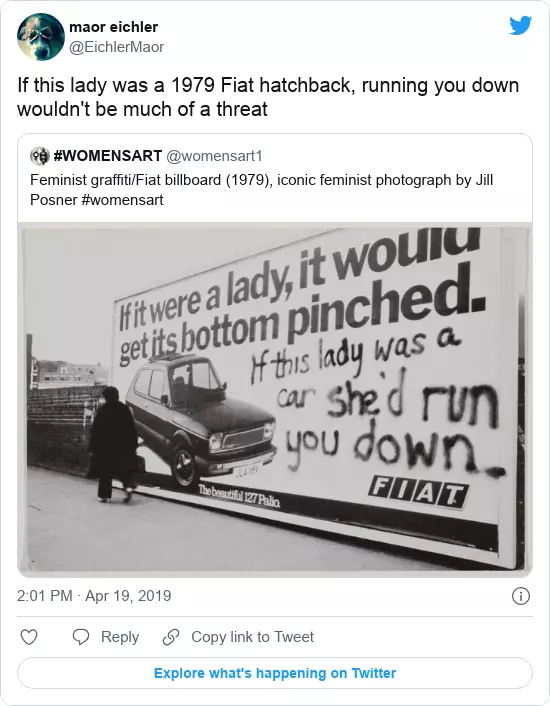 maor eichler
@EichlerMaor
If this lady was a 1979 Fiat hatchback, running you down
wouldn't be much of a threat
#WOMENSART @womensart1
Feminist graffiti/Fiat billboard (1979), iconic feminist photograph by Jill
Posner #womensart
If it were a lady, it would
get its bottom pinched.
If this lady was a
car she'd run
you down
FIAT
The beautiful 127 Palio.
2:01 PM · Apr 19, 2019
Reply
Copy link to Tweet
Explore what's happening on Twitter